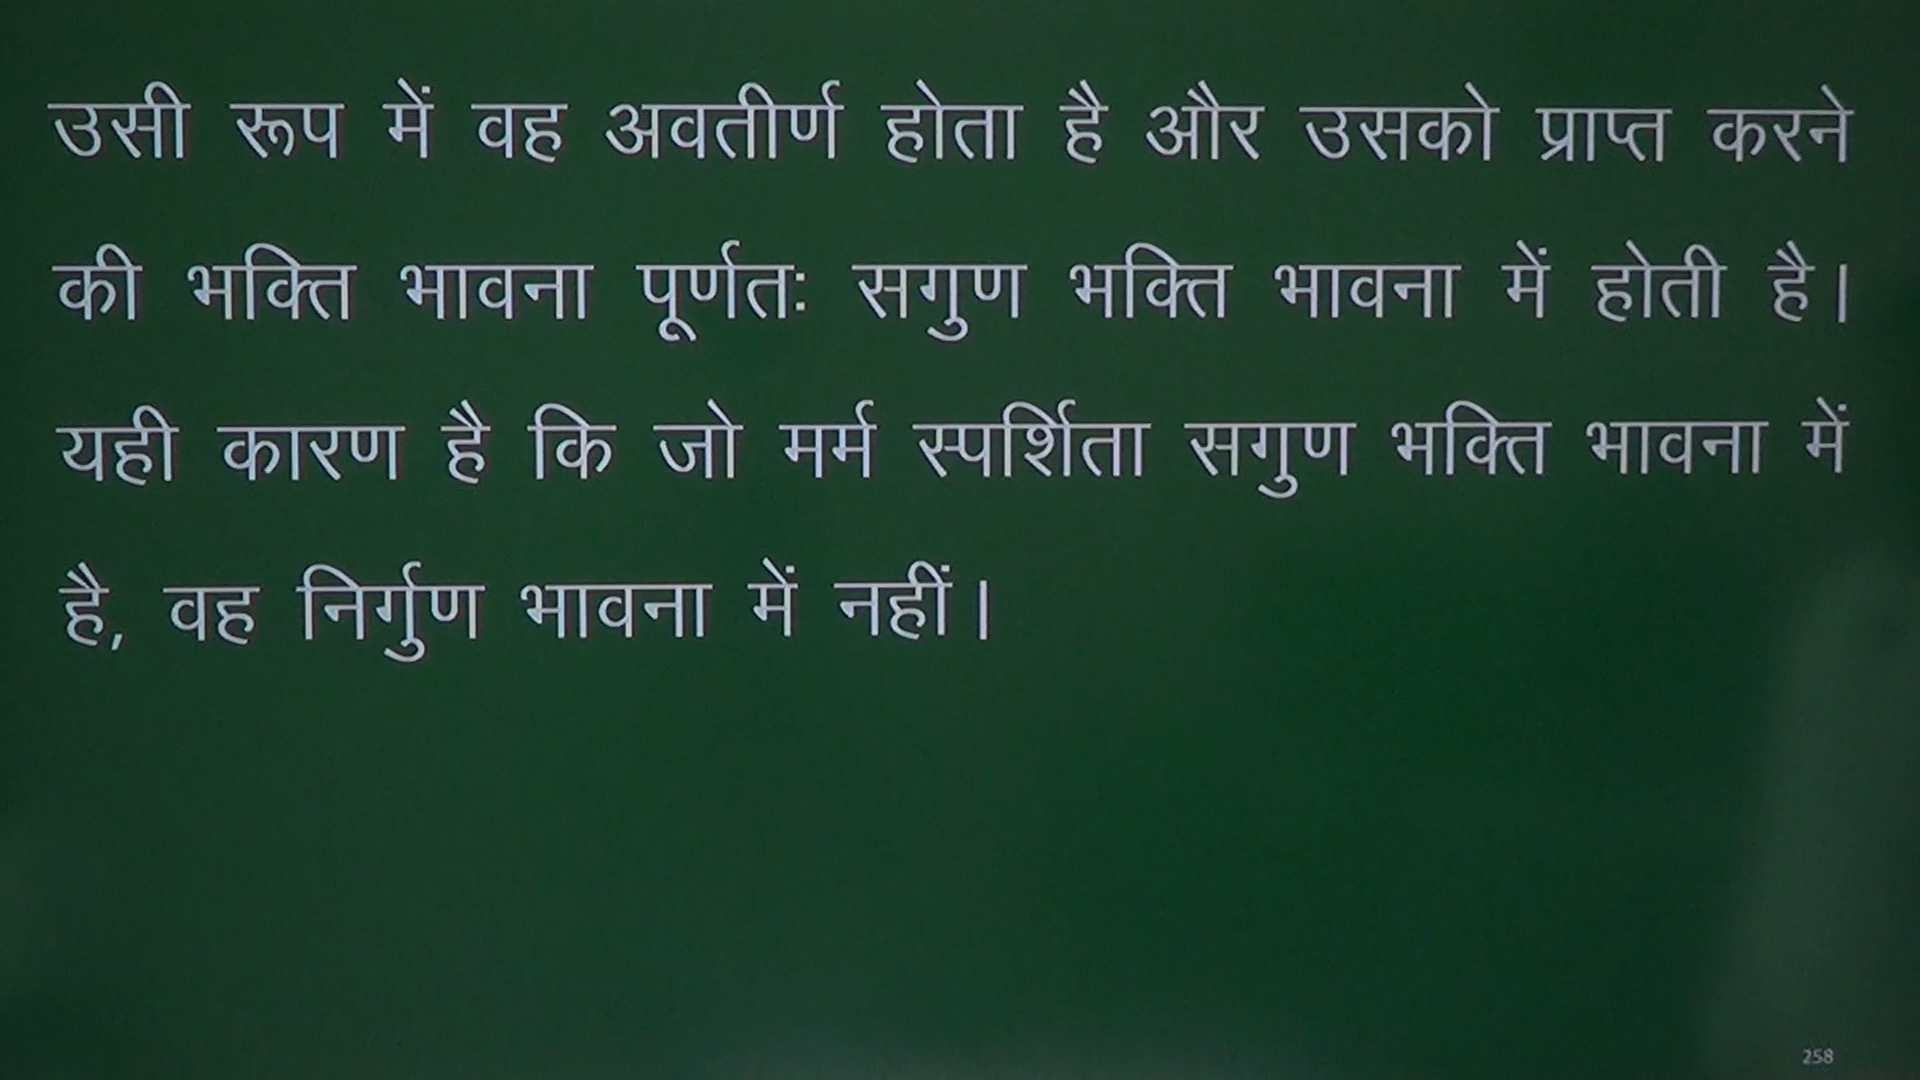 उसी रूप में वह अवतीर्ण होता है और उसको प्राप्त करने
की भक्ति भावना पूर्णतः सगुण भक्ति भावना में होती है।
यही कारण है कि जो मर्म स्पर्शिता सगुण भक्ति भावना में
है, वह निर्गुण भावना में नहीं।
258